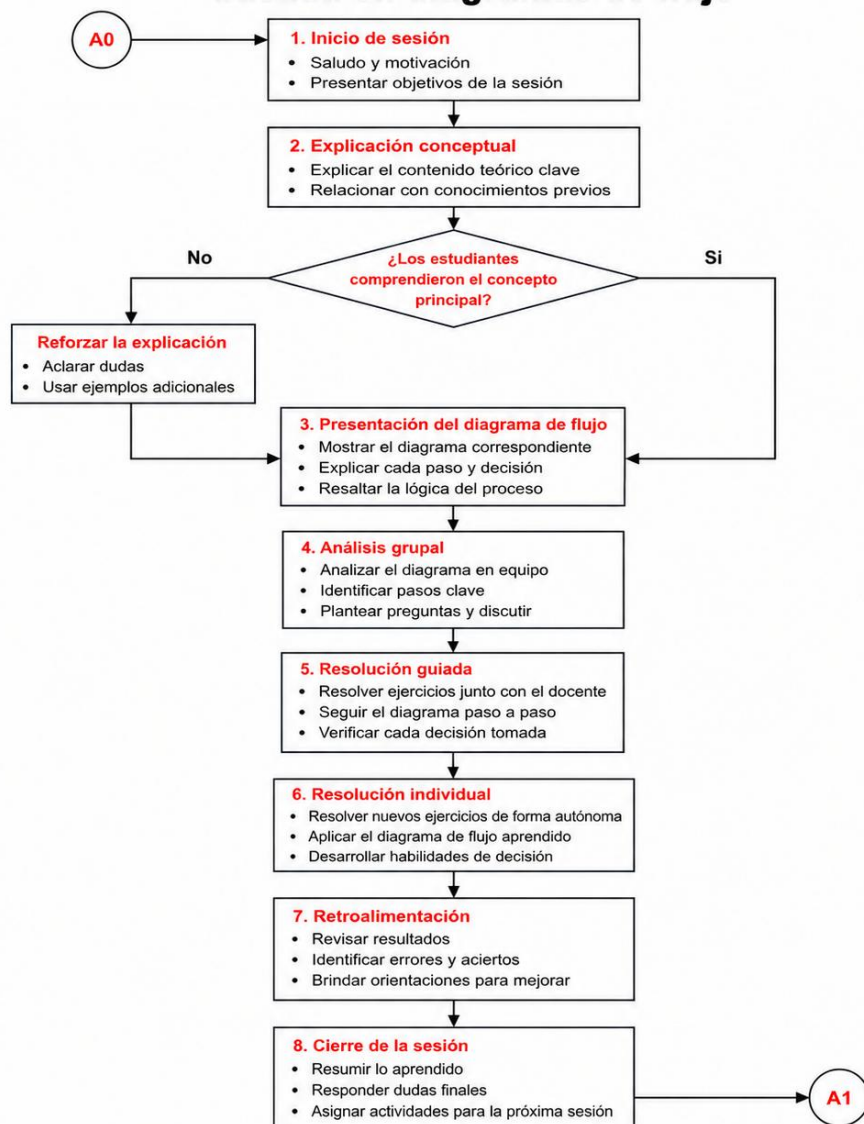 A0
1. Inicio de sesión
• Saludo y motivación
• Presentar objetivos de la sesión
2. Explicación conceptual
• Explicar el contenido teórico clave
• Relacionar con conocimientos previos
¿Los estudiantes
comprendieron el concepto
principal?
No
Si
Reforzar la explicación
• Aclarar dudas
• Usar ejemplos adicionales
3. Presentación del diagrama de flujo
• Mostrar el diagrama correspondiente
• Explicar cada paso y decisión
• Resaltar la lógica del proceso
4. Análisis grupal
• Analizar el diagrama en equipo
• Identificar pasos clave
• Plantear preguntas y discutir
5. Resolución guiada
• Resolver ejercicios junto con el docente
• Seguir el diagrama paso a paso
• Verificar cada decisión tomada
6. Resolución individual
• Resolver nuevos ejercicios de forma autónoma
• Aplicar el diagrama de flujo aprendido
• Desarrollar habilidades de decisión
7. Retroalimentación
• Revisar resultados
• Identificar errores y aciertos
• Brindar orientaciones para mejorar
8. Cierre de la sesión
• Resumir lo aprendido
• Responder dudas finales
• Asignar actividades para la próxima sesión
A1